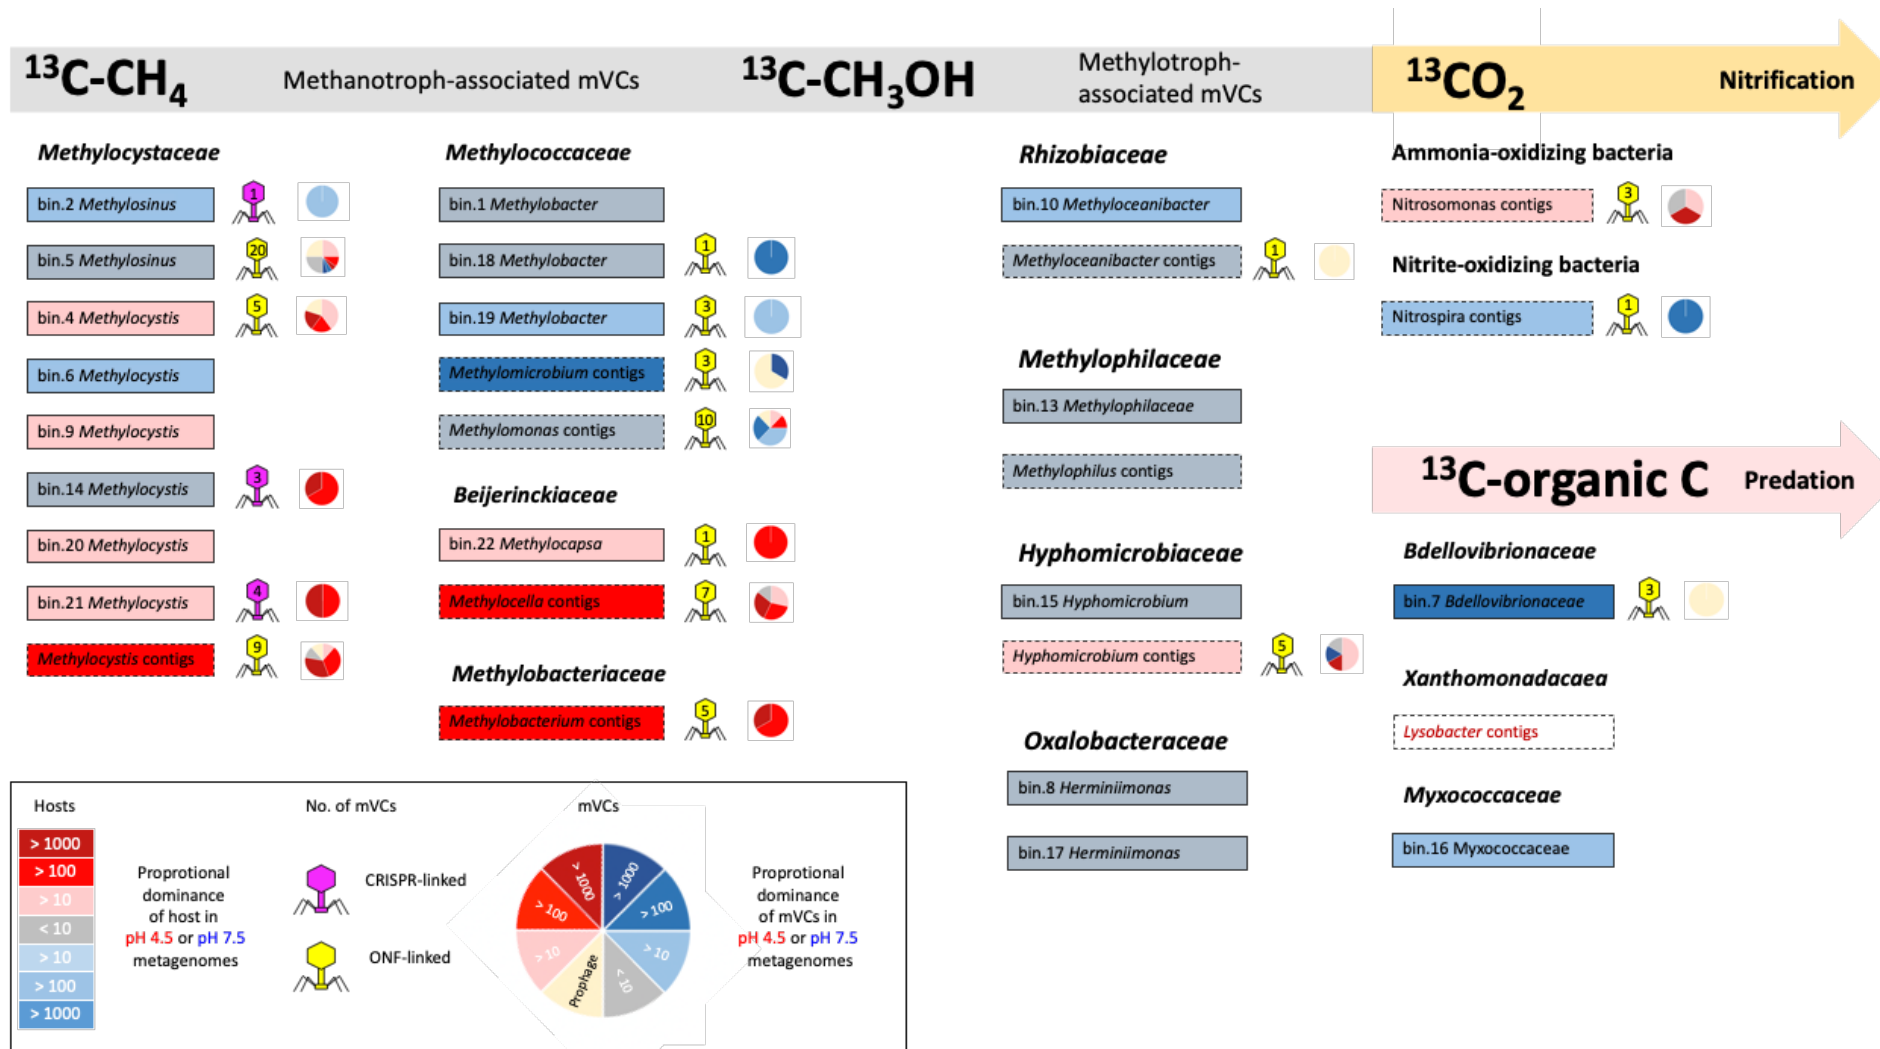 ¹³C-CH₄
Methanotroph-associated mVCs
¹³C-CH₃OH
Methylotroph-
associated mVCs
¹³CO₂
Nitrification
Methylocystaceae
bin.2 Methylosinus
1
bin.5 Methylosinus
20
bin.4 Methylocystis
5
bin.6 Methylocystis
bin.9 Methylocystis
bin.14 Methylocystis
3
bin.20 Methylocystis
bin.21 Methylocystis
4
Methylocystis contigs
9
Methylococcaceae
bin.1 Methylobacter
bin.18 Methylobacter
1
bin.19 Methylobacter
3
Methylomicrobium contigs
3
Methylomonas contigs
10
Beijerinckiaceae
bin.22 Methylocapsa
1
Methylocella contigs
7
Methylobacteriaceae
Methylobacterium contigs
5
Rhizobiaceae
bin.10 Methyloceanibacter
Methyloceanibacter contigs
1
Methylophilaceae
bin.13 Methylophilaceae
Methylophilus contigs
Hyphomicrobiaceae
bin.15 Hyphomicrobium
Hyphomicrobium contigs
5
Oxalobacteraceae
bin.8 Herminiimonas
bin.17 Herminiimonas
Ammonia-oxidizing bacteria
Nitrosomonas contigs
3
Nitrite-oxidizing bacteria
Nitrospira contigs
1
¹³C-organic C
Predation
Bdellovibrionaceae
bin.7 Bdellovibrionaceae
3
Xanthomonadacaea
Lysobacter contigs
Myxococcaceae
bin.16 Myxococcaceae
Hosts
> 1000
> 100
> 10
< 10
> 10
> 100
> 1000
Proprotional
dominance
of host in
pH 4.5 or pH 7.5
metagenomes
No. of mVCs
CRISPR-linked
ONF-linked
mVCs
> 1000
> 1000
> 100
> 100
> 10
> 10
Prophage
< 10
Proprotional
dominance
of mVCs in
pH 4.5 or pH 7.5
metagenomes